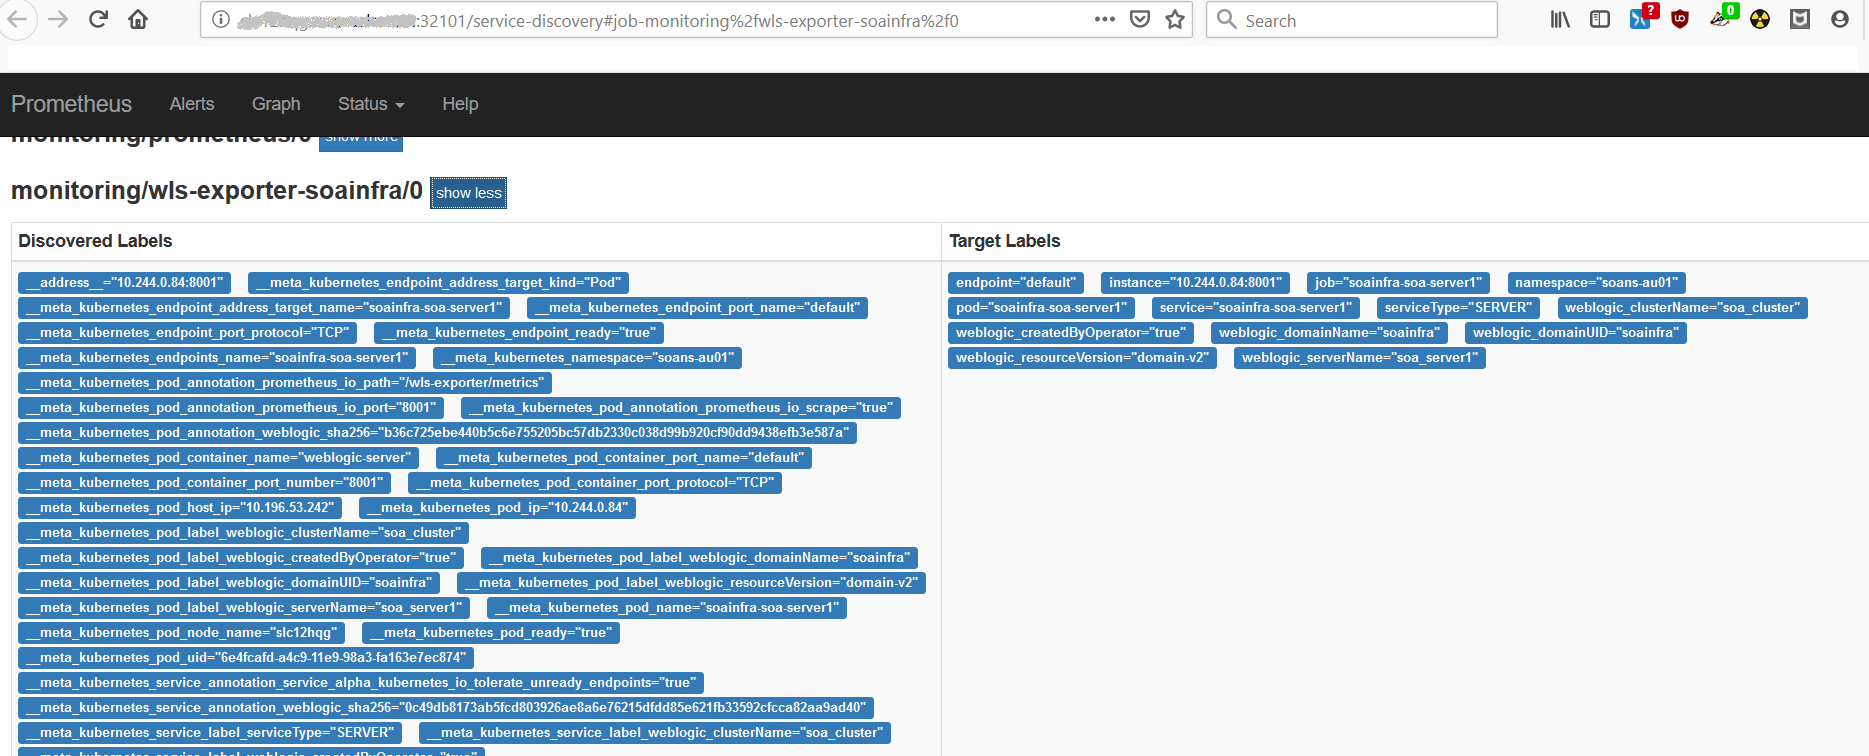 :32101/service-discovery#job-monitoring%2fwls-exporter-soainfra%2f0
Search
?
0
Prometheus Alerts Graph Status Help
monitoring/prometheus/0 show more
monitoring/wls-exporter-soainfra/0 show less
Discovered Labels Target Labels
__address__="10.244.0.84:8001" __meta_kubernetes_endpoint_address_target_kind="Pod"
__meta_kubernetes_endpoint_address_target_name="soainfra-soa-server1" __meta_kubernetes_endpoint_port_name="default"
__meta_kubernetes_endpoint_port_protocol="TCP" __meta_kubernetes_endpoint_ready="true"
__meta_kubernetes_endpoints_name="soainfra-soa-server1" __meta_kubernetes_namespace="soans-au01"
__meta_kubernetes_pod_annotation_prometheus_io_path="/wls-exporter/metrics"
__meta_kubernetes_pod_annotation_prometheus_io_port="8001" __meta_kubernetes_pod_annotation_prometheus_io_scrape="true"
__meta_kubernetes_pod_annotation_weblogic_sha256="b36c725ebe440b5c6e755205bc57db2330c038d99b920cf90dd9438efb3e587a"
__meta_kubernetes_pod_container_name="weblogic-server" __meta_kubernetes_pod_container_port_name="default"
__meta_kubernetes_pod_container_port_number="8001" __meta_kubernetes_pod_container_port_protocol="TCP"
__meta_kubernetes_pod_host_ip="10.196.53.242" __meta_kubernetes_pod_ip="10.244.0.84"
__meta_kubernetes_pod_label_weblogic_clusterName="soa_cluster"
__meta_kubernetes_pod_label_weblogic_createdByOperator="true" __meta_kubernetes_pod_label_weblogic_domainName="soainfra"
__meta_kubernetes_pod_label_weblogic_domainUID="soainfra" __meta_kubernetes_pod_label_weblogic_resourceVersion="domain-v2"
__meta_kubernetes_pod_label_weblogic_serverName="soa_server1" __meta_kubernetes_pod_name="soainfra-soa-server1"
__meta_kubernetes_pod_node_name="slc12hqg" __meta_kubernetes_pod_ready="true"
__meta_kubernetes_pod_uid="6e4fcafd-a4c9-11e9-98a3-fa163e7ec874"
__meta_kubernetes_service_annotation_service_alpha_kubernetes_io_tolerate_unready_endpoints="true"
__meta_kubernetes_service_annotation_weblogic_sha256="0c49db8173ab5fcd803926ae8a6e76215dfdd85e621fb33592cfcca82aa9ad40"
__meta_kubernetes_service_label_serviceType="SERVER" __meta_kubernetes_service_label_weblogic_clusterName="soa_cluster"
__meta_kubernetes_service_label_weblogic_createdByOperator="true"
endpoint="default" instance="10.244.0.84:8001" job="soainfra-soa-server1" namespace="soans-au01"
pod="soainfra-soa-server1" service="soainfra-soa-server1" serviceType="SERVER" weblogic_clusterName="soa_cluster"
weblogic_createdByOperator="true" weblogic_domainName="soainfra" weblogic_domainUID="soainfra"
weblogic_resourceVersion="domain-v2" weblogic_serverName="soa_server1"